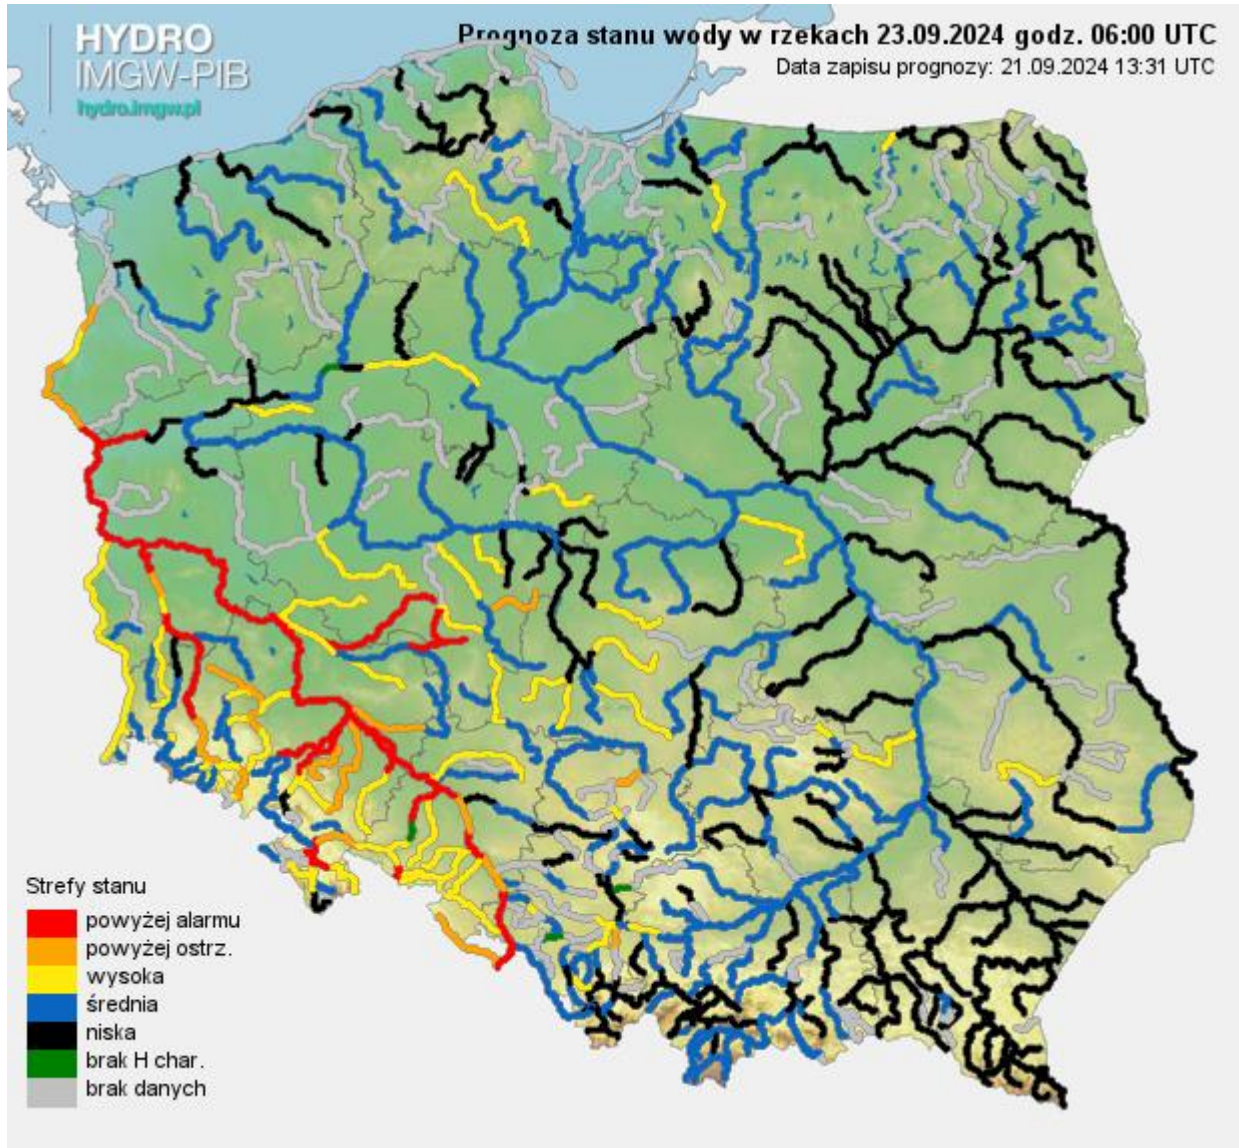 HYDRO
IMGW-PIB
hydro.imgw.pl
Prognoza stanu wody w rzekach 23.09.2024 godz. 06:00 UTC
Data zapisu prognozy: 21.09.2024 13:31 UTC
Strefy stanu
powyżej alarmu
powyżej ostrz.
wysoka
średnia
niska
brak H char.
brak danych